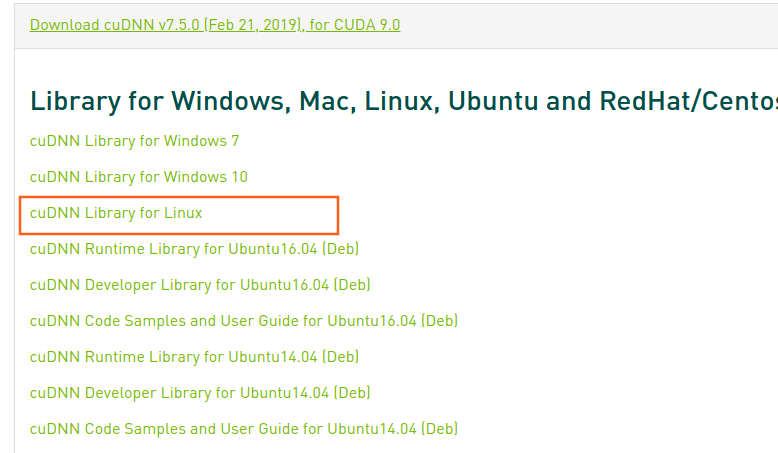 Download cuDNN v7.5.0 (Feb 21, 2019), for CUDA 9.0
Library for Windows, Mac, Linux, Ubuntu and RedHat/Centos
cuDNN Library for Windows 7
cuDNN Library for Windows 10
cuDNN Library for Linux
cuDNN Runtime Library for Ubuntu16.04 (Deb)
cuDNN Developer Library for Ubuntu16.04 (Deb)
cuDNN Code Samples and User Guide for Ubuntu16.04 (Deb)
cuDNN Runtime Library for Ubuntu14.04 (Deb)
cuDNN Developer Library for Ubuntu14.04 (Deb)
cuDNN Code Samples and User Guide for Ubuntu14.04 (Deb)